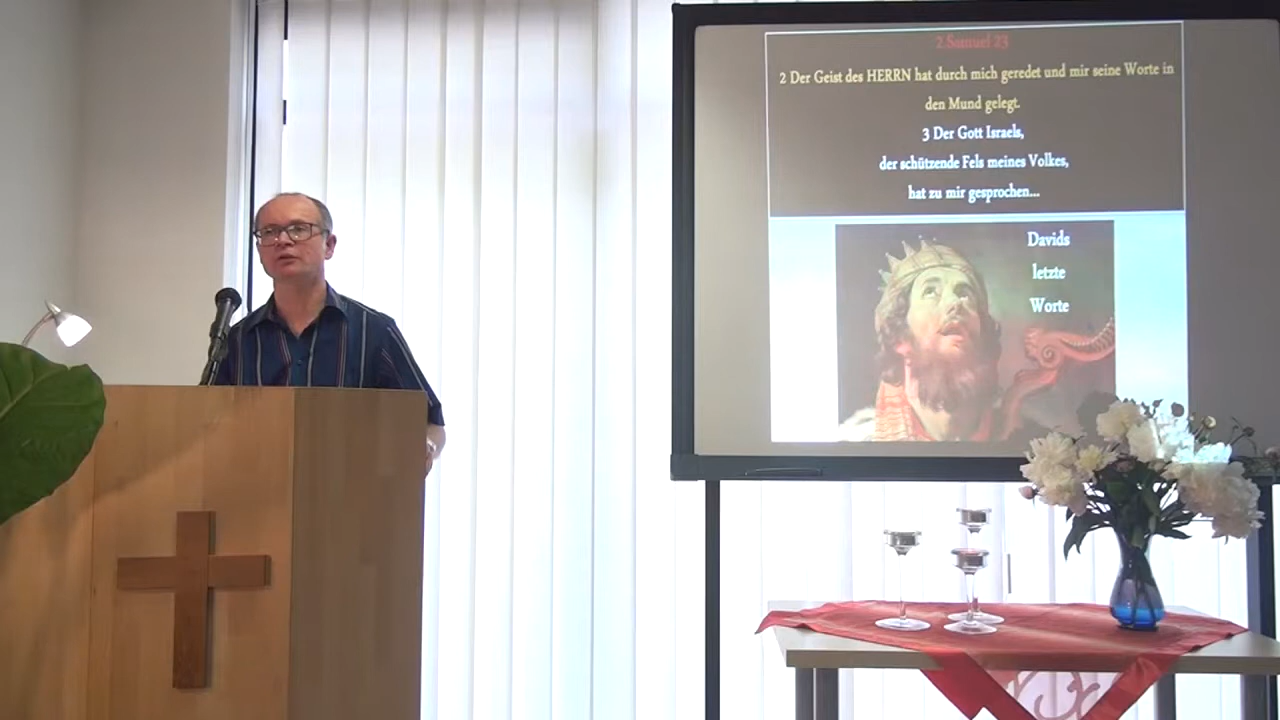 2.Samuel 23
2 Der Geist des HERRN hat durch mich geredet und mir seine Worte in
den Mund gelegt.
3 Der Gott Israels,
der schützende Fels meines Volkes,
hat zu mir gesprochen...
Davids
letzte
Worte